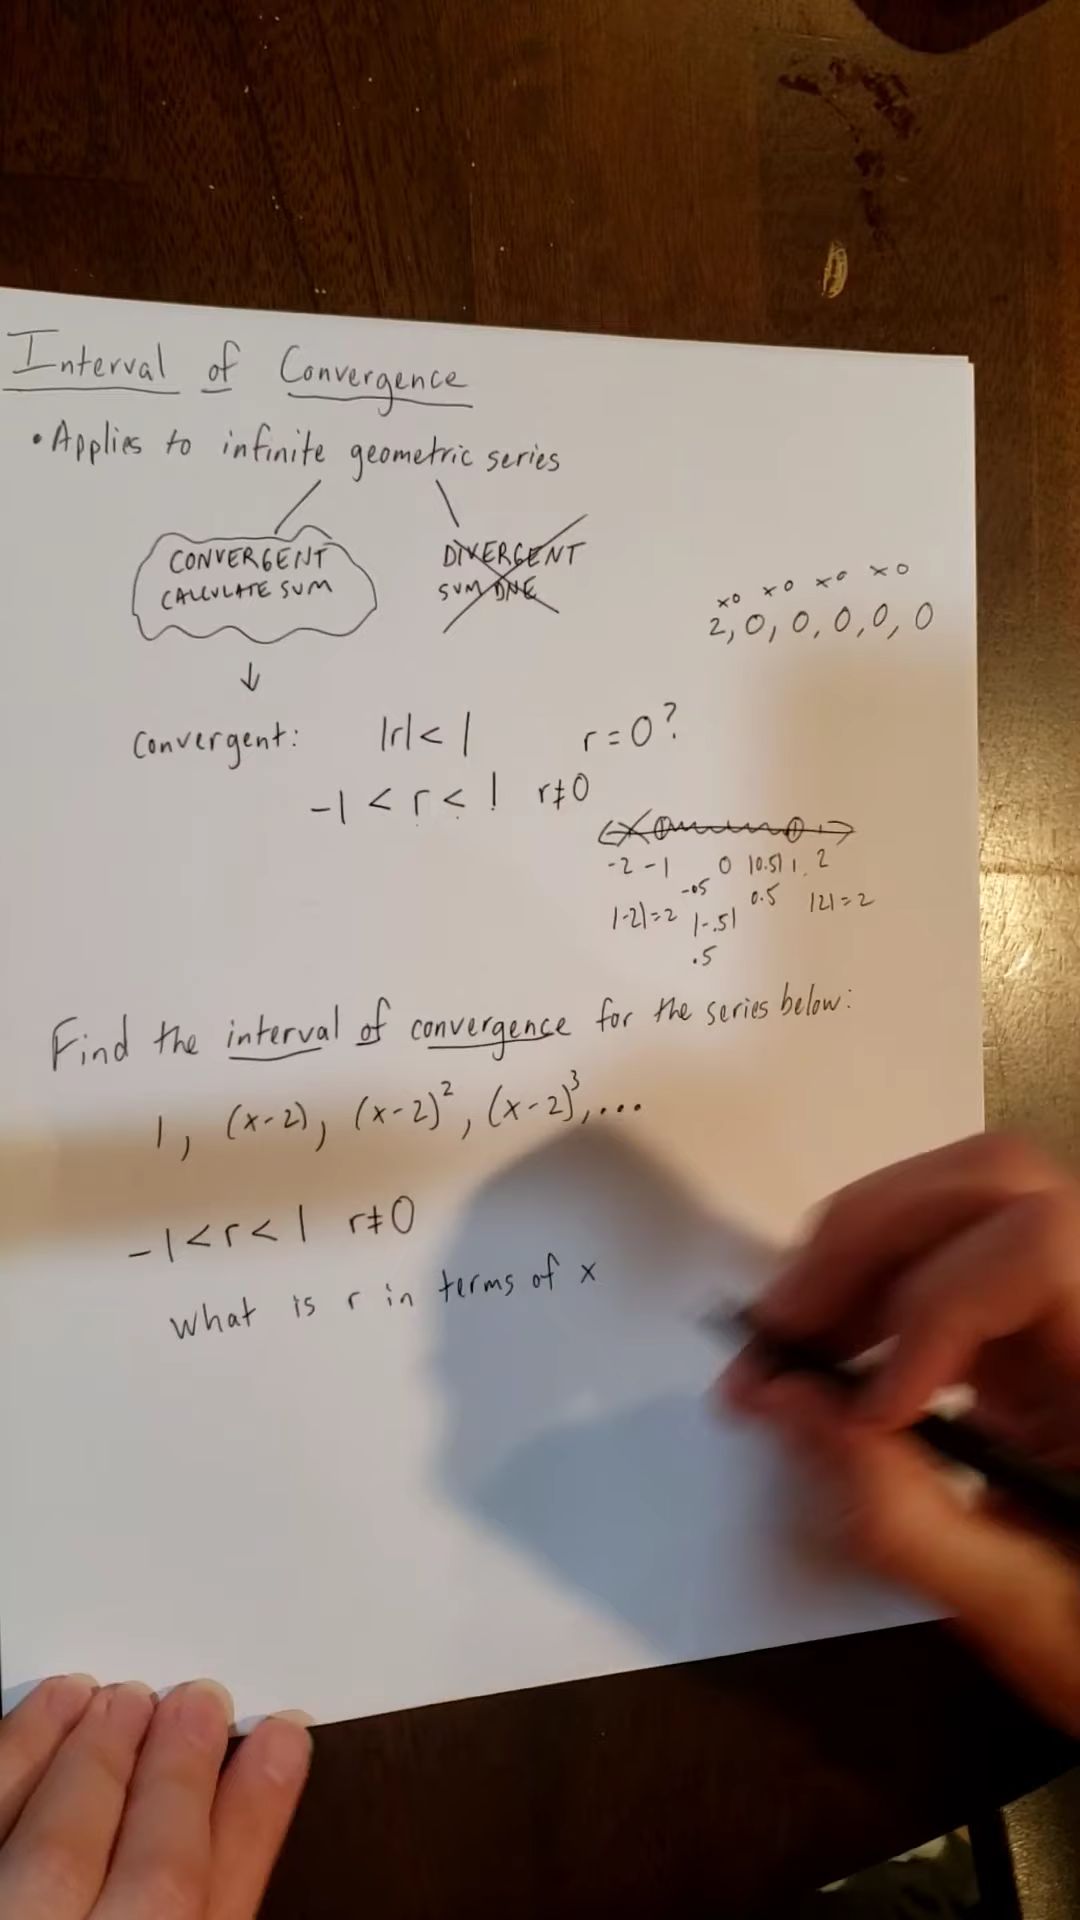 Interval of Convergence
• Applies to infinite geometric series
CONVERGENT
CALCULATE SUM
DIVERGENT
SUM DNE
x0 x0 x0 x0
2, 0, 0, 0, 0, 0
Convergent: |r| < 1
r = 0?
-1 < r < 1 r≠0
-2 -1 0 |0.5| 1 2
-05 0.5
|-2|=2 |-.5| |2|=2
.5
Find the interval of convergence for the series below:
1, (x-2), (x-2)², (x-2)³, ...
-1 < r < 1 r≠0
What is r in terms of x